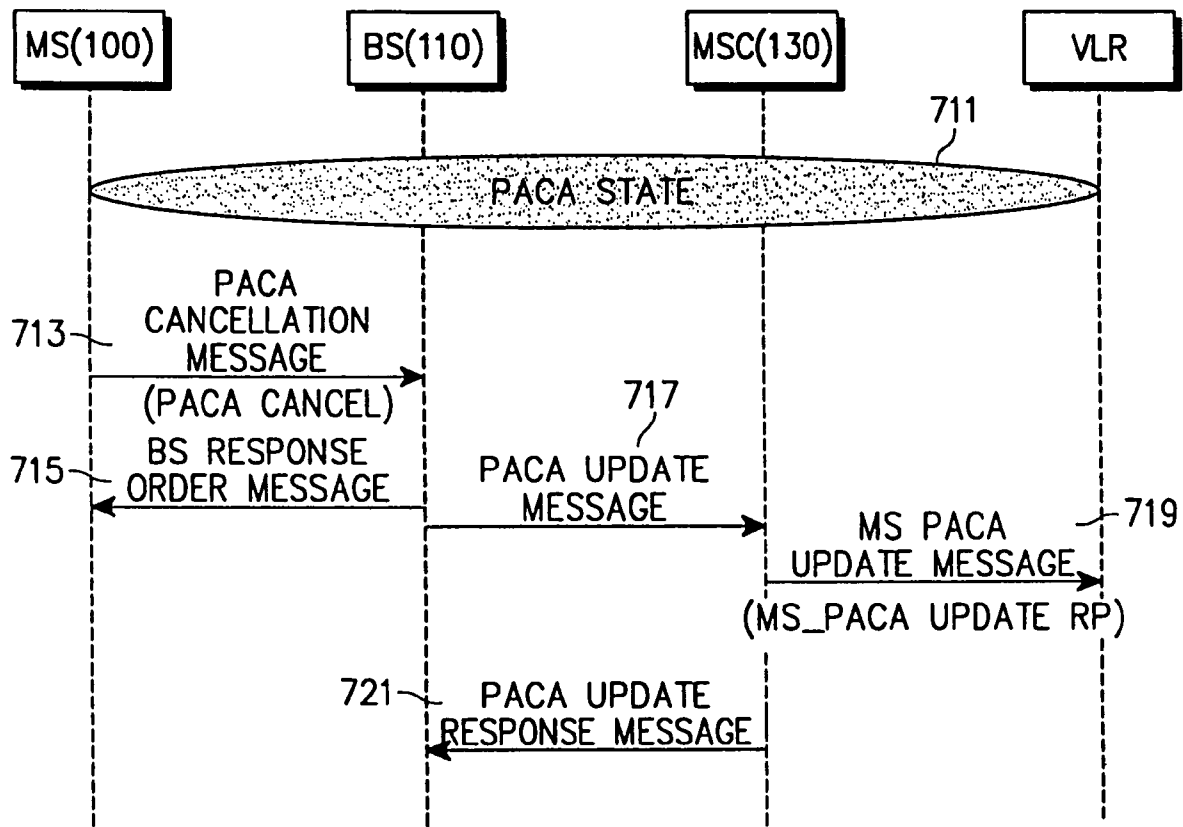 MS(100)
BS(110)
MSC(130)
VLR
711
PACA STATE
713
PACA
CANCELLATION
MESSAGE
(PACA CANCEL)
715
BS RESPONSE
ORDER MESSAGE
717
PACA UPDATE
MESSAGE
719
MS PACA
UPDATE MESSAGE
(MS_PACA UPDATE RP)
721
PACA UPDATE
RESPONSE MESSAGE